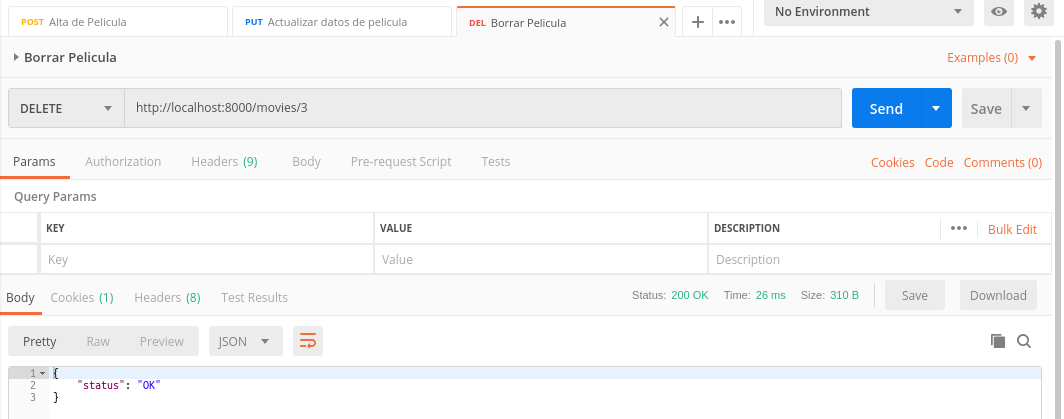 POST Alta de Pelicula PUT Actualizar datos de pelicula DEL Borrar Pelicula No Environment
Borrar Pelicula Examples (0)
DELETE http://localhost:8000/movies/3 Send Save
Params Authorization Headers (9) Body Pre-request Script Tests Cookies Code Comments (0)
Query Params
KEY VALUE DESCRIPTION Bulk Edit
Key Value Description
Body Cookies (1) Headers (8) Test Results Status: 200 OK Time: 26 ms Size: 310 B Save Download
Pretty Raw Preview JSON
1 {
2 "status": "OK"
3 }